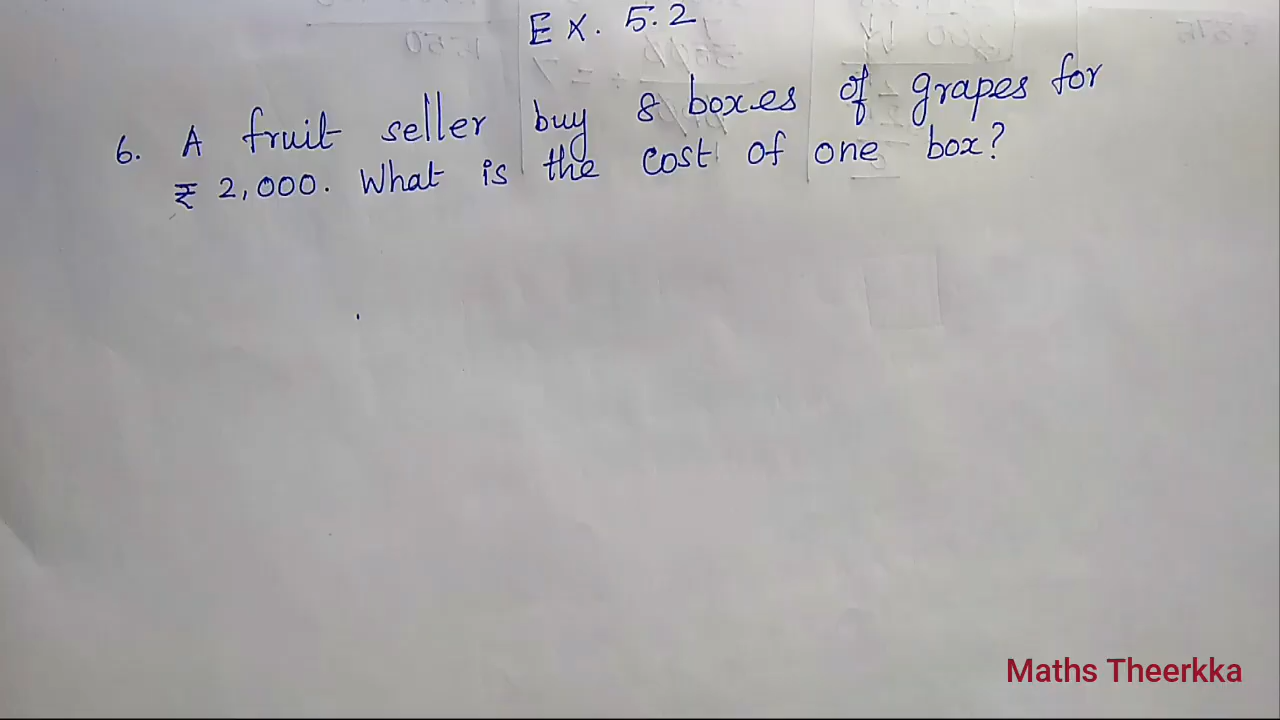 Ex. 5.2
6. A fruit seller buy 8 boxes of grapes for
₹ 2,000. What is the cost of one box?
Maths Theerkka